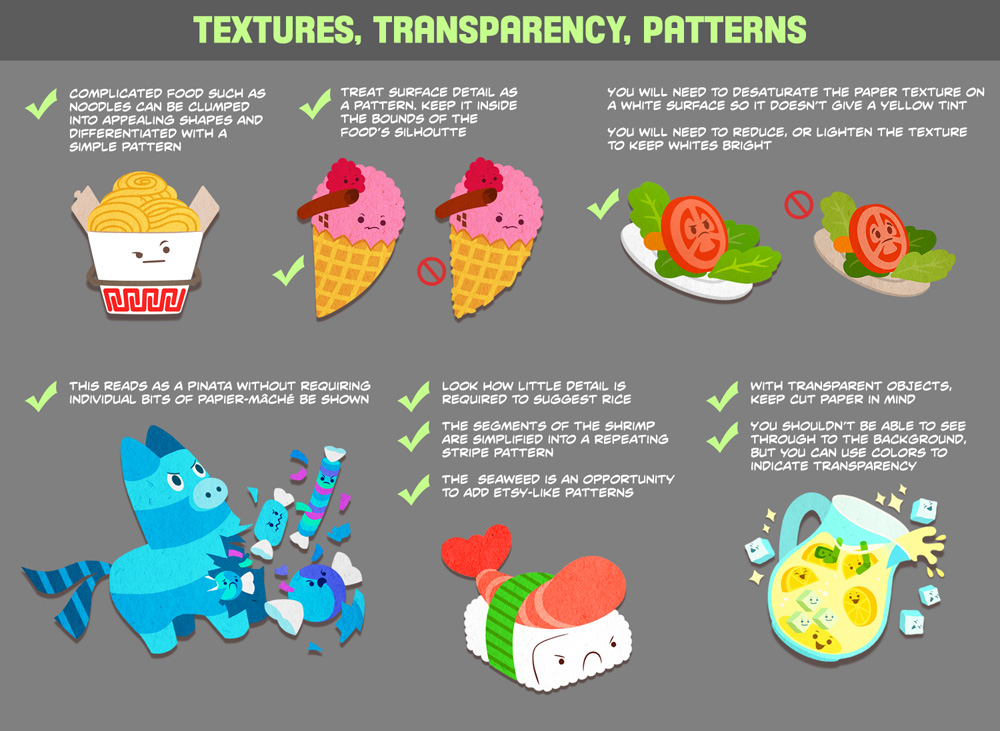 TEXTURES, TRANSPARENCY, PATTERNS
COMPLICATED FOOD SUCH AS
NOODLES CAN BE CLUMPED
INTO APPEALING SHAPES AND
DIFFERENTIATED WITH A
SIMPLE PATTERN
TREAT SURFACE DETAIL AS
A PATTERN. KEEP IT INSIDE
THE BOUNDS OF THE
FOOD'S SILHOUTTE
YOU WILL NEED TO DESATURATE THE PAPER TEXTURE ON
A WHITE SURFACE SO IT DOESN'T GIVE A YELLOW TINT
YOU WILL NEED TO REDUCE, OR LIGHTEN THE TEXTURE
TO KEEP WHITES BRIGHT
THIS READS AS A PINATA WITHOUT REQUIRING
INDIVIDUAL BITS OF PAPIER-MÂCHÉ BE SHOWN
LOOK HOW LITTLE DETAIL IS
REQUIRED TO SUGGEST RICE
THE SEGMENTS OF THE SHRIMP
ARE SIMPLIFIED INTO A REPEATING
STRIPE PATTERN
THE SEAWEED IS AN OPPORTUNITY
TO ADD ETSY-LIKE PATTERNS
WITH TRANSPARENT OBJECTS,
KEEP CUT PAPER IN MIND
YOU SHOULDN'T BE ABLE TO SEE
THROUGH TO THE BACKGROUND,
BUT YOU CAN USE COLORS TO
INDICATE TRANSPARENCY